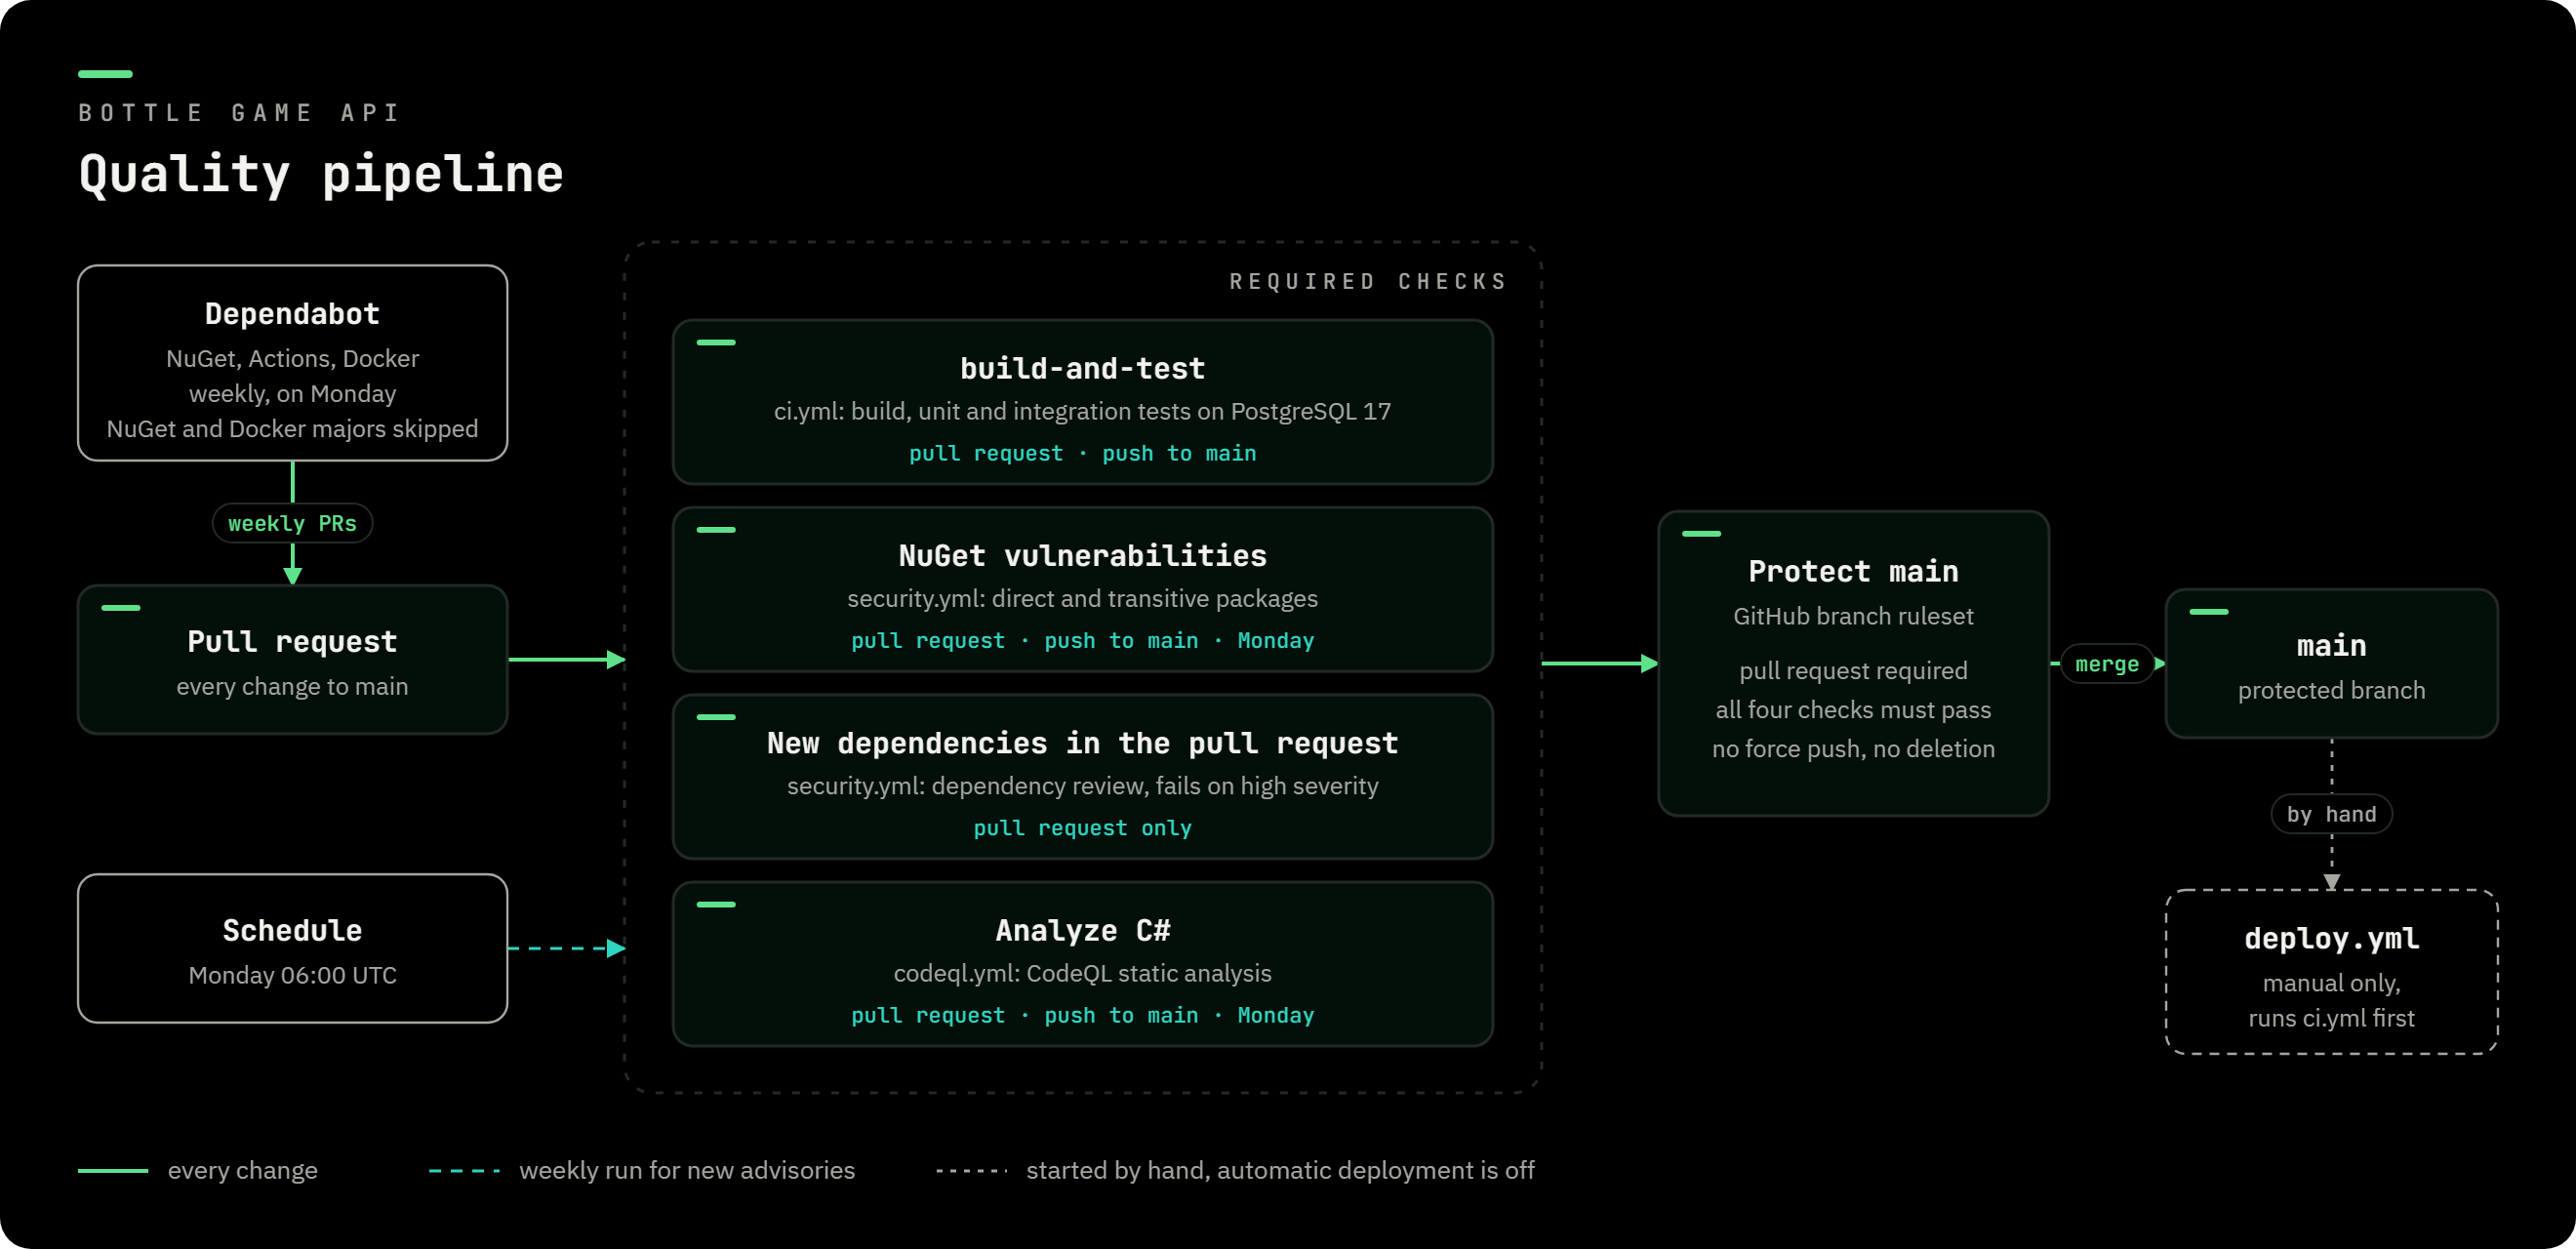 BOTTLE GAME API
Quality pipeline
Dependabot
NuGet, Actions, Docker
weekly, on Monday
NuGet and Docker majors skipped
weekly PRs
Pull request
every change to main
Schedule
Monday 06:00 UTC
REQUIRED CHECKS
build-and-test
ci.yml: build, unit and integration tests on PostgreSQL 17
pull request · push to main
NuGet vulnerabilities
security.yml: direct and transitive packages
pull request · push to main · Monday
New dependencies in the pull request
security.yml: dependency review, fails on high severity
pull request only
Analyze C#
codeql.yml: CodeQL static analysis
pull request · push to main · Monday
Protect main
GitHub branch ruleset
pull request required
all four checks must pass
no force push, no deletion
merge
main
protected branch
by hand
deploy.yml
manual only,
runs ci.yml first
every change
weekly run for new advisories
started by hand, automatic deployment is off